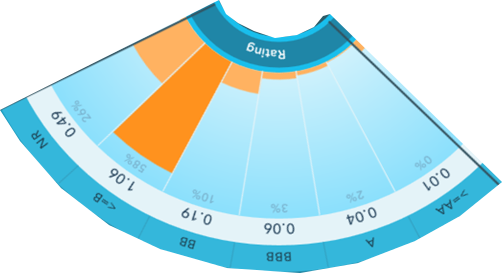 Rating
NR
0.49
26%
<=B
1.06
58%
BB
0.19
10%
BBB
0.06
3%
A
0.04
2%
>=AA
0.01
0%